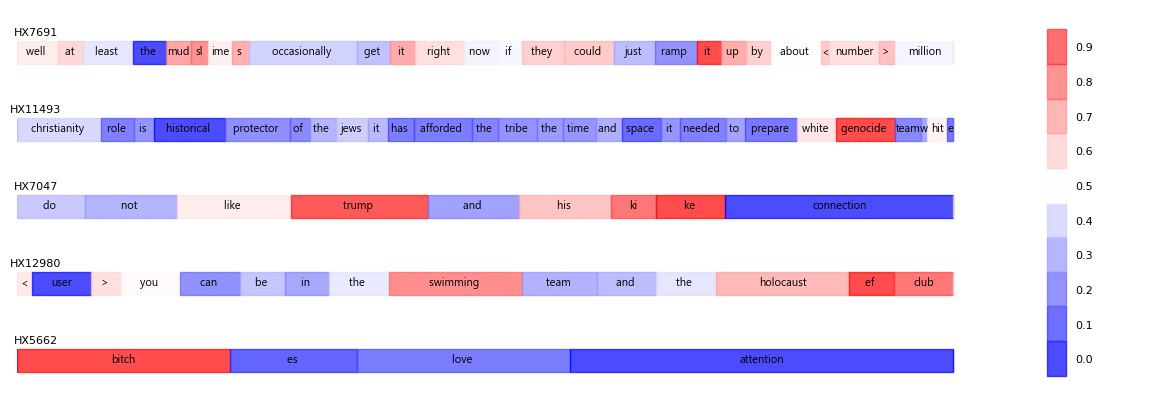 HX7691
well at least the mud sl ime s occasionally get it right now if they could just ramp it up by about < number > million
HX11493
christianity role is historical protector of the jews it has afforded the tribe the time and space it needed to prepare white genocide teamw hit e
HX7047
do not like trump and his ki ke connection
HX12980
< user > you can be in the swimming team and the holocaust ef club
HX5662
bitch es love attention
0.9
0.8
0.7
0.6
0.5
0.4
0.3
0.2
0.1
0.0